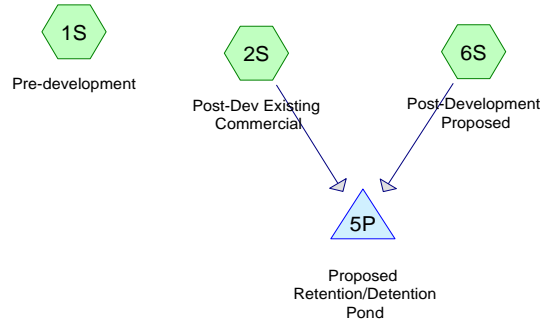 1S
Pre-development
2S
Post-Dev Existing
Commercial
6S
Post-Development
Proposed
5P
Proposed
Retention/Detention
Pond